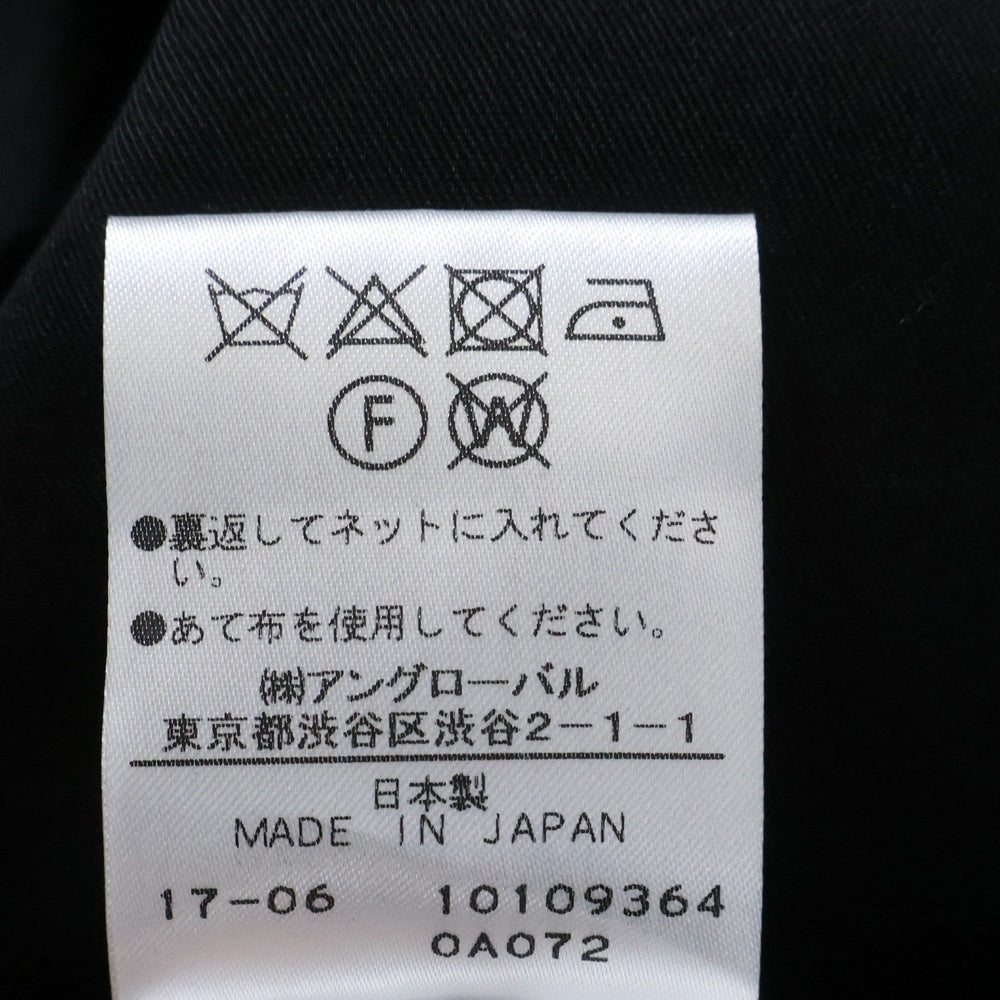 F W
●裏返してネットに入れてくださ
い。
●あて布を使用してください。
㈱アングローバル
東京都渋谷区渋谷2-1-1
日本製
MADE IN JAPAN
17-06 10109364
0A072